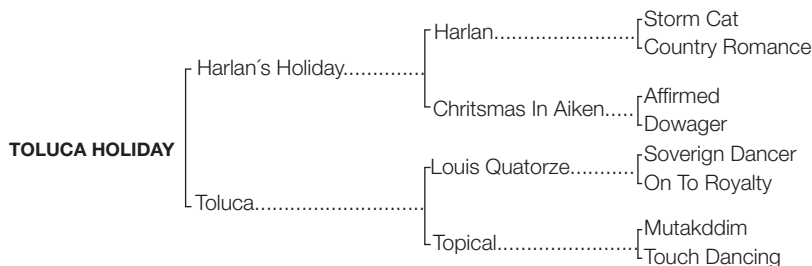 Storm Cat
Harlan......................................
Country Romance
Harlan´s Holiday................
Affirmed
Chritsmas In Aiken.....
Dowager
TOLUCA HOLIDAY
Soverign Dancer
Louis Quatorze............
On To Royalty
Toluca..................................
Mutakddim
Topical.............................
Touch Dancing